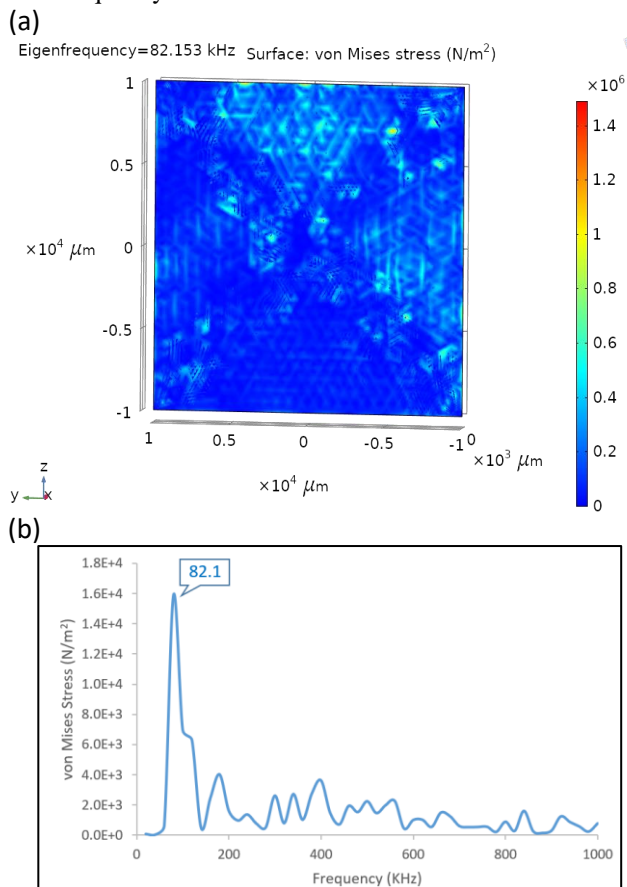 (a)
Eigenfrequency=82.153 kHz Surface: von Mises stress (N/m²)
×10⁶
1
0.5
0
-0.5
-1
×10⁴ μm
1.4
1.2
1
0.8
0.6
0.4
0.2
0
1 0.5 0 -0.5 -1 0
×10³ μm
×10⁴ μm
z
y x
(b)
1.8E+4
1.6E+4
1.4E+4
1.2E+4
1.0E+4
8.0E+3
6.0E+3
4.0E+3
2.0E+3
0.0E+0
von Mises Stress (N/m²)
82.1
0 200 400 600 800 1000
Frequency (KHz)